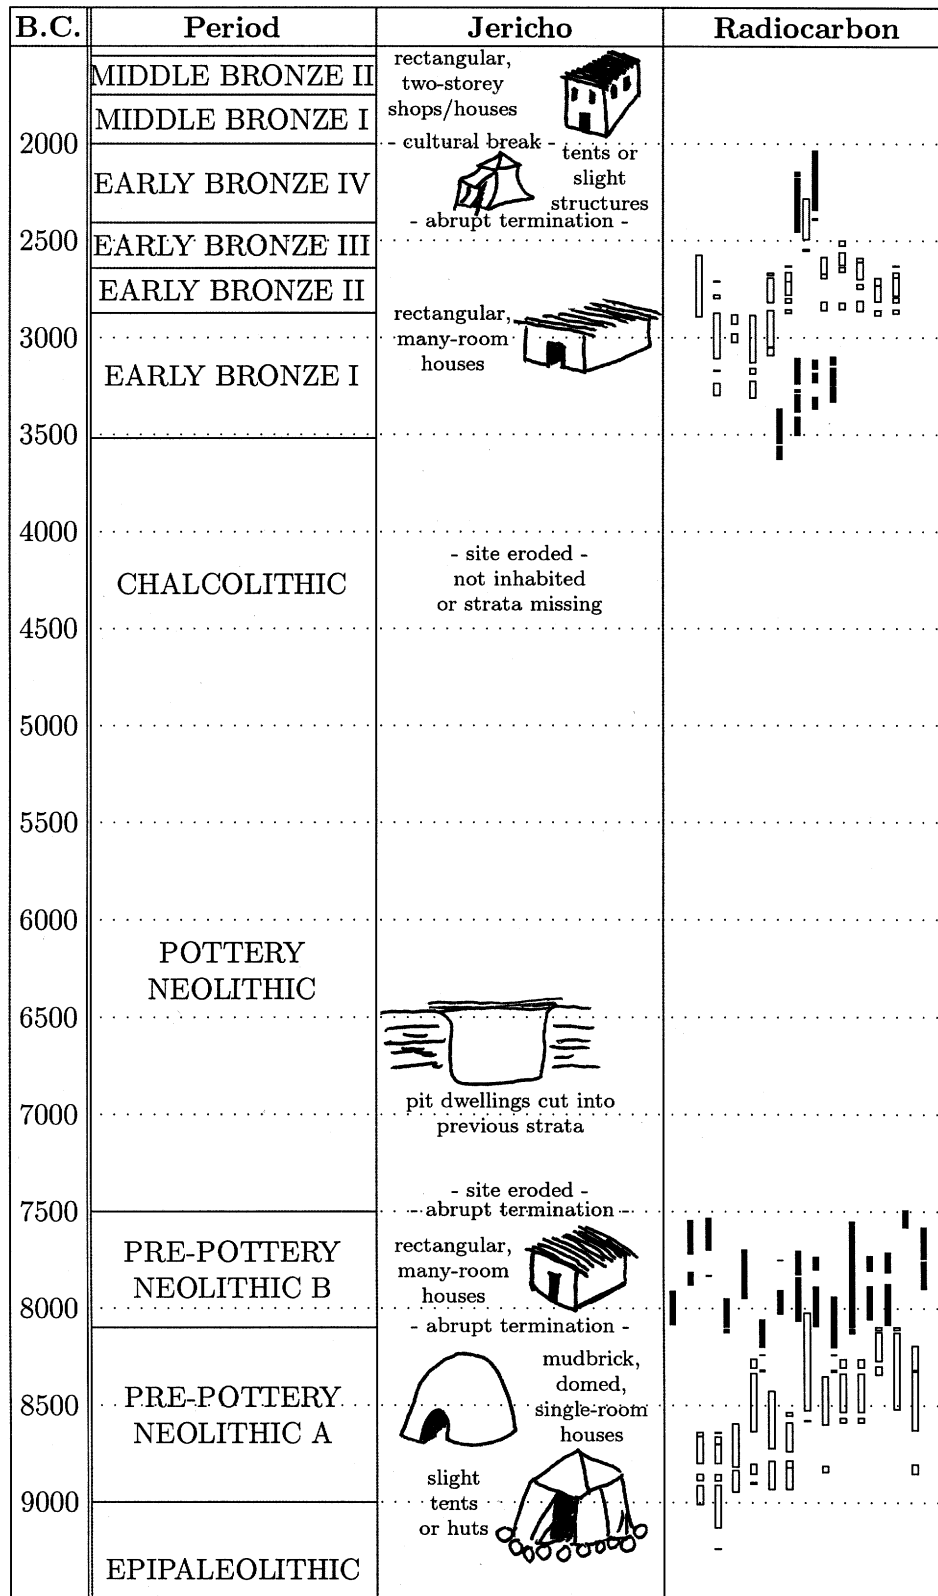 B.C. Period Jericho Radiocarbon
MIDDLE BRONZE II
rectangular,
two-storey
shops/houses
MIDDLE BRONZE I
2000
- cultural break -
tents or
slight
structures
EARLY BRONZE IV
- abrupt termination -
2500
EARLY BRONZE III
EARLY BRONZE II
rectangular,
many-room
houses
3000
EARLY BRONZE I
3500
4000
- site eroded -
not inhabited
or strata missing
CHALCOLITHIC
4500
5000
5500
6000
POTTERY
NEOLITHIC
6500
pit dwellings cut into
previous strata
7000
- site eroded -
- abrupt termination -
7500
PRE-POTTERY
NEOLITHIC B
rectangular,
many-room
houses
8000
- abrupt termination -
mudbrick,
domed,
single-room
houses
PRE-POTTERY
NEOLITHIC A
8500
slight
tents
or huts
9000
EPIPALEOLITHIC